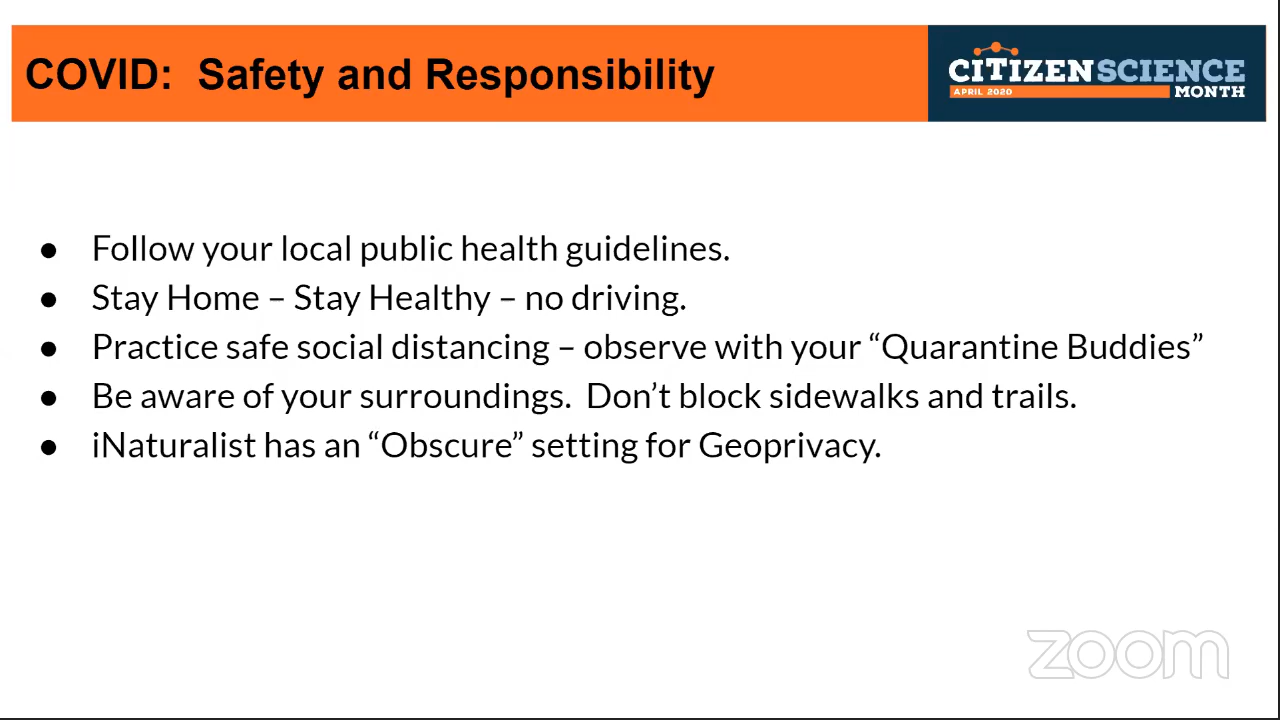 COVID:  Safety and Responsibility
CITIZENSCIENCE
APRIL 2020
MONTH
● Follow your local public health guidelines.
● Stay Home – Stay Healthy – no driving.
● Practice safe social distancing – observe with your “Quarantine Buddies”
● Be aware of your surroundings.  Don’t block sidewalks and trails.
● iNaturalist has an “Obscure” setting for Geoprivacy.
zoom